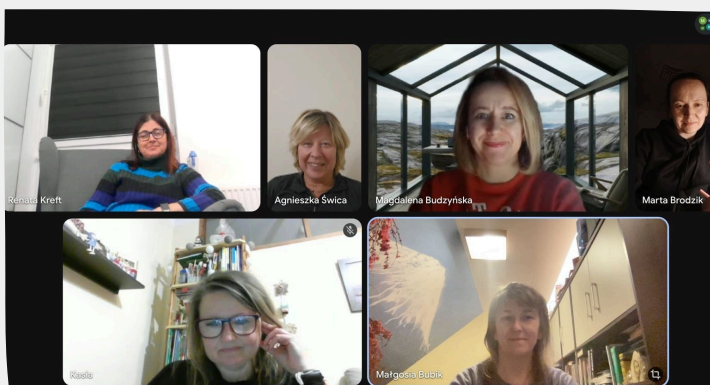 Renata Kreft
Agnieszka Świca
Magdalena Budzyńska
Marta Brodzik
Kasia
Małgosia Bubik